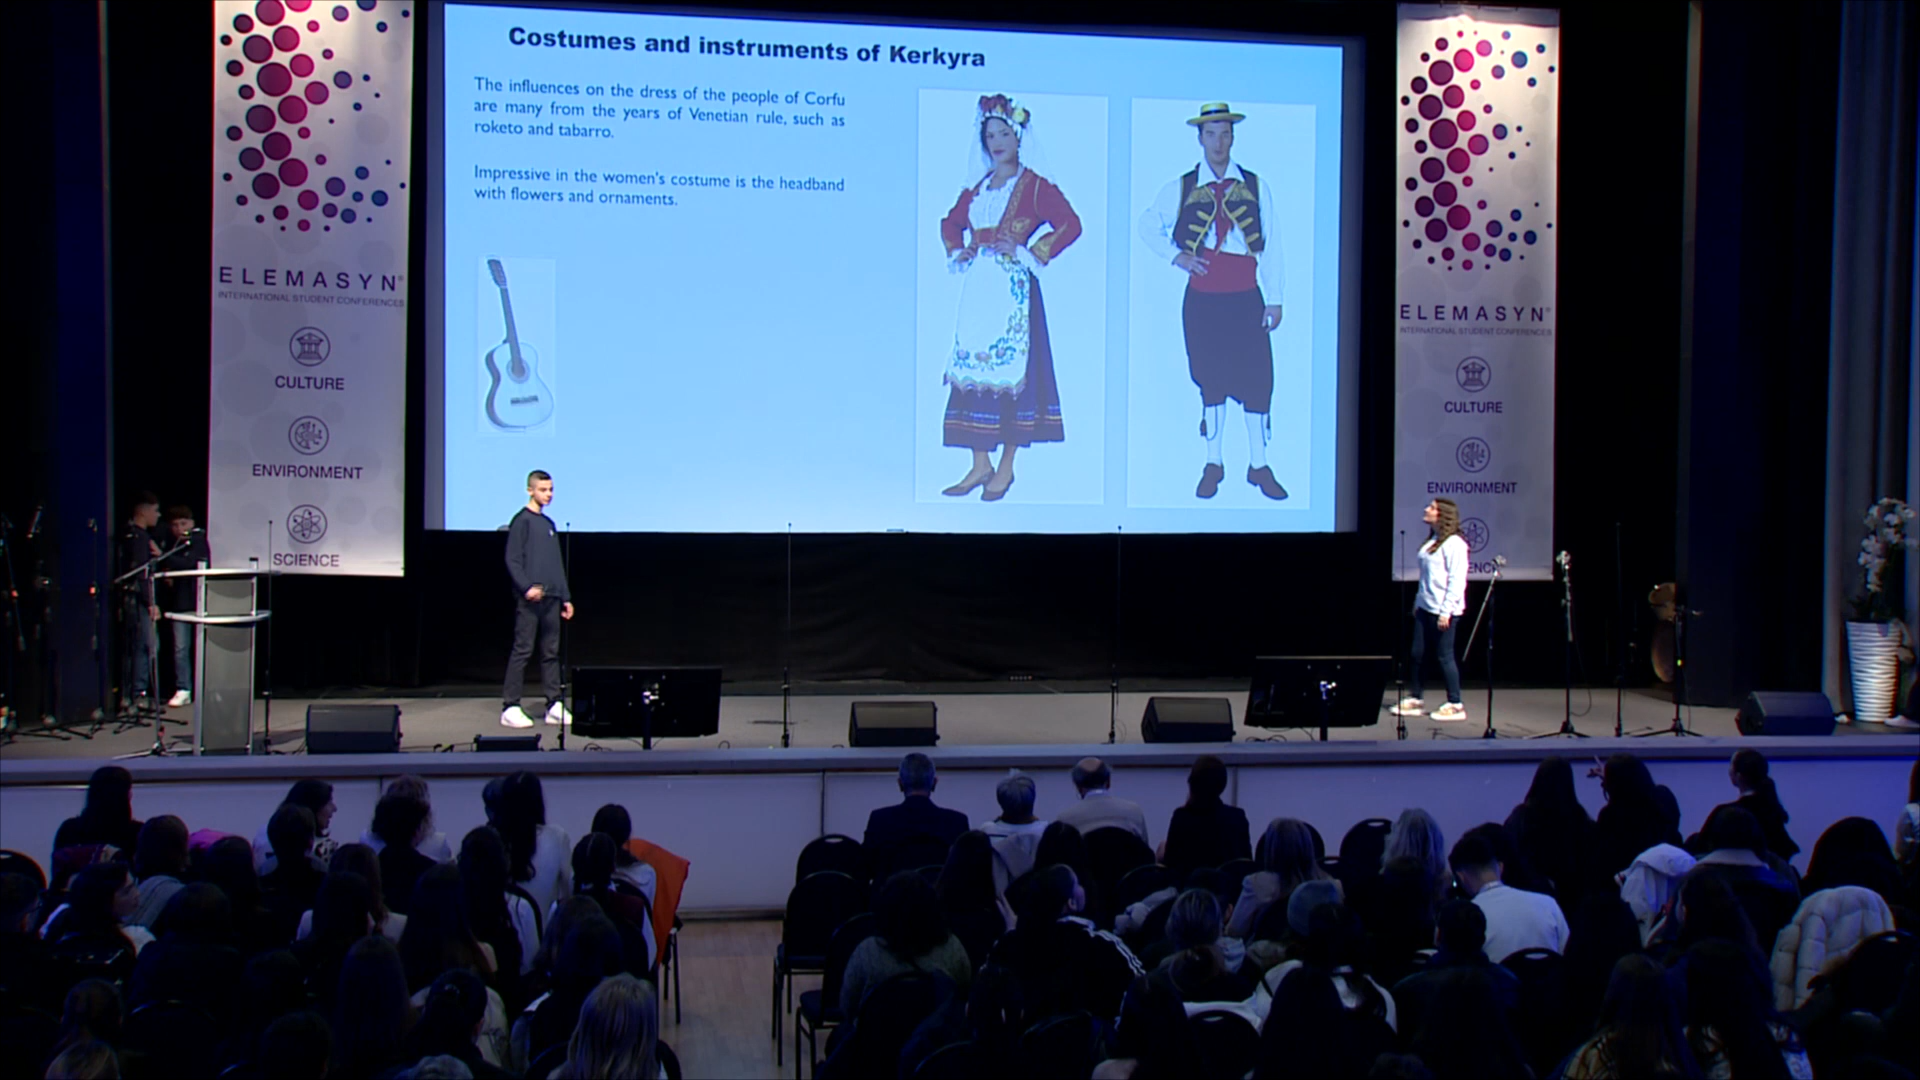 Costumes and instruments of Kerkyra
The influences on the dress of the people of Corfu
are many from the years of Venetian rule, such as
roketo and tabarro.
Impressive in the women's costume is the headband
with flowers and ornaments.
ELEMASYN®
INTERNATIONAL STUDENT CONFERENCES
CULTURE
ENVIRONMENT
SCIENCE
ELEMASYN®
INTERNATIONAL STUDENT CONFERENCES
CULTURE
ENVIRONMENT
ENC